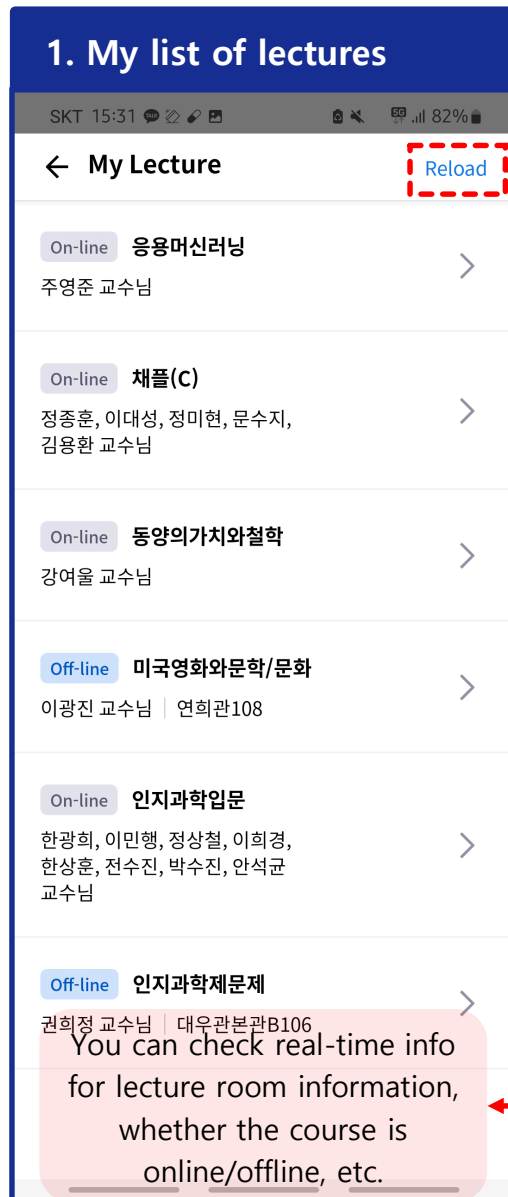 1. My list of lectures
SKT 15:31 82%
← My Lecture
Reload
On-line 응용머신러닝
주영준 교수님
On-line 채플(C)
정종훈, 이대성, 정미현, 문수지,
김용환 교수님
On-line 동양의가치와철학
강여울 교수님
Off-line 미국영화와문학/문화
이광진 교수님 | 연희관108
On-line 인지과학입문
한광희, 이민행, 정상철, 이희경,
한상훈, 전수진, 박수진, 안석균
교수님
Off-line 인지과학제문제
권희정 교수님 | 대우관본관B106
You can check real-time info
for lecture room information,
whether the course is
online/offline, etc.